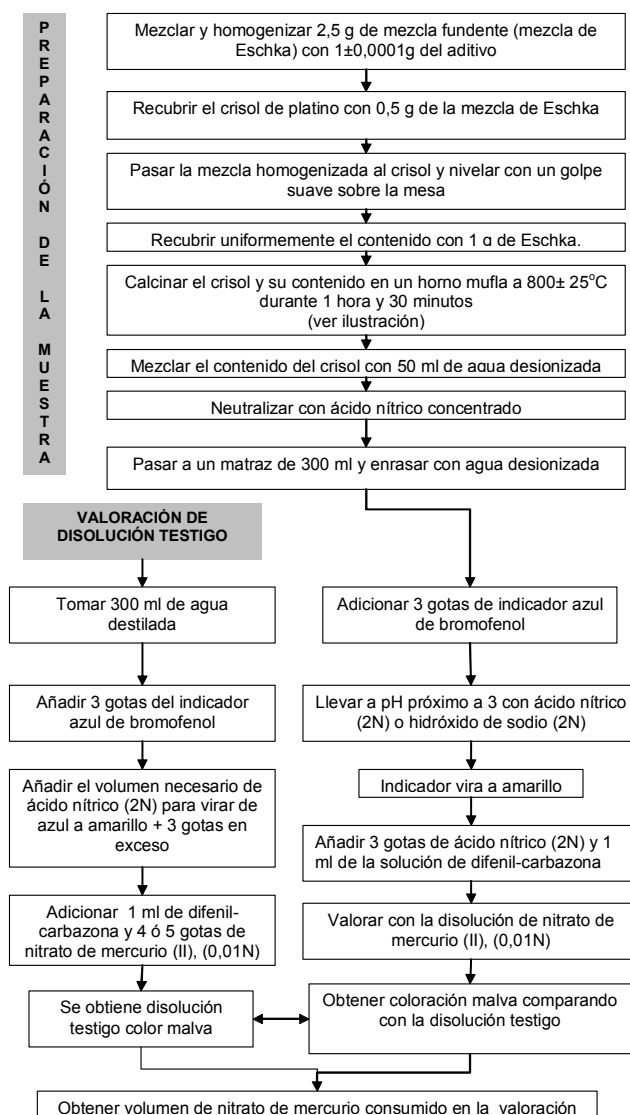 PREPARACIÓN DE LA MUESTRA
Mezclar y homogenizar 2,5 g de mezcla fundente (mezcla de
Eschka) con 1±0,0001g del aditivo
Recubrir el crisol de platino con 0,5 g de la mezcla de Eschka
Pasar la mezcla homogenizada al crisol y nivelar con un golpe
suave sobre la mesa
Recubrir uniformemente el contenido con 1 g de Eschka.
Calcinar el crisol y su contenido en un horno mufla a 800± 25°C
durante 1 hora y 30 minutos
(ver ilustración)
Mezclar el contenido del crisol con 50 ml de agua desionizada
Neutralizar con ácido nítrico concentrado
Pasar a un matraz de 300 ml y enrasar con agua desionizada
VALORACIÓN DE
DISOLUCIÓN TESTIGO
Tomar 300 ml de agua
destilada
Añadir 3 gotas del indicador
azul de bromofenol
Añadir el volumen necesario de
ácido nítrico (2N) para virar de
azul a amarillo + 3 gotas en
exceso
Adicionar 1 ml de difenil-
carbazona y 4 ó 5 gotas de
nitrato de mercurio (II), (0,01N)
Se obtiene disolución
testigo color malva
Adicionar 3 gotas de indicador azul
de bromofenol
Llevar a pH próximo a 3 con ácido nítrico
(2N) o hidróxido de sodio (2N)
Indicador vira a amarillo
Añadir 3 gotas de ácido nítrico (2N) y 1
ml de la solución de difenil-carbazona
Valorar con la disolución de nitrato de
mercurio (II), (0,01N)
Obtener coloración malva comparando
con la disolución testigo
Obtener volumen de nitrato de mercurio consumido en la valoración